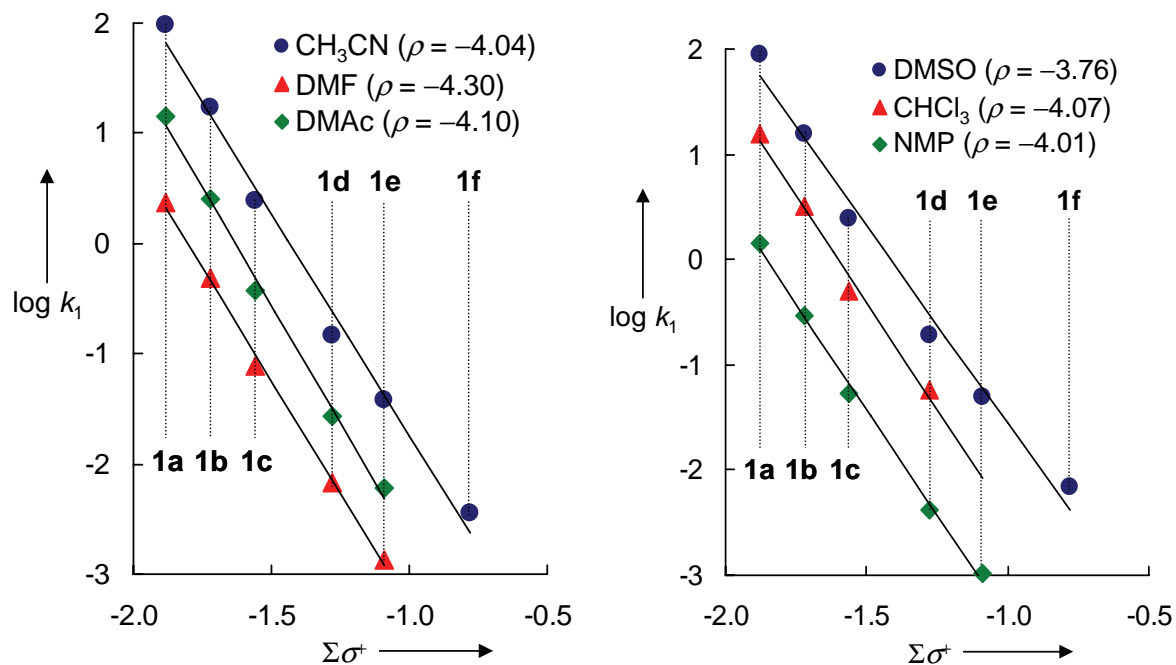 2
1
0
-1
-2
-3
-2.0
-1.5
-1.0
-0.5
log k₁
Σσ⁺
CH₃CN (ρ = −4.04)
DMF (ρ = −4.30)
DMAc (ρ = −4.10)
1d
1e
1f
1a
1b
1c
2
1
0
-1
-2
-3
-2.0
-1.5
-1.0
-0.5
log k₁
Σσ⁺
DMSO (ρ = −3.76)
CHCl₃ (ρ = −4.07)
NMP (ρ = −4.01)
1d
1e
1f
1a
1b
1c